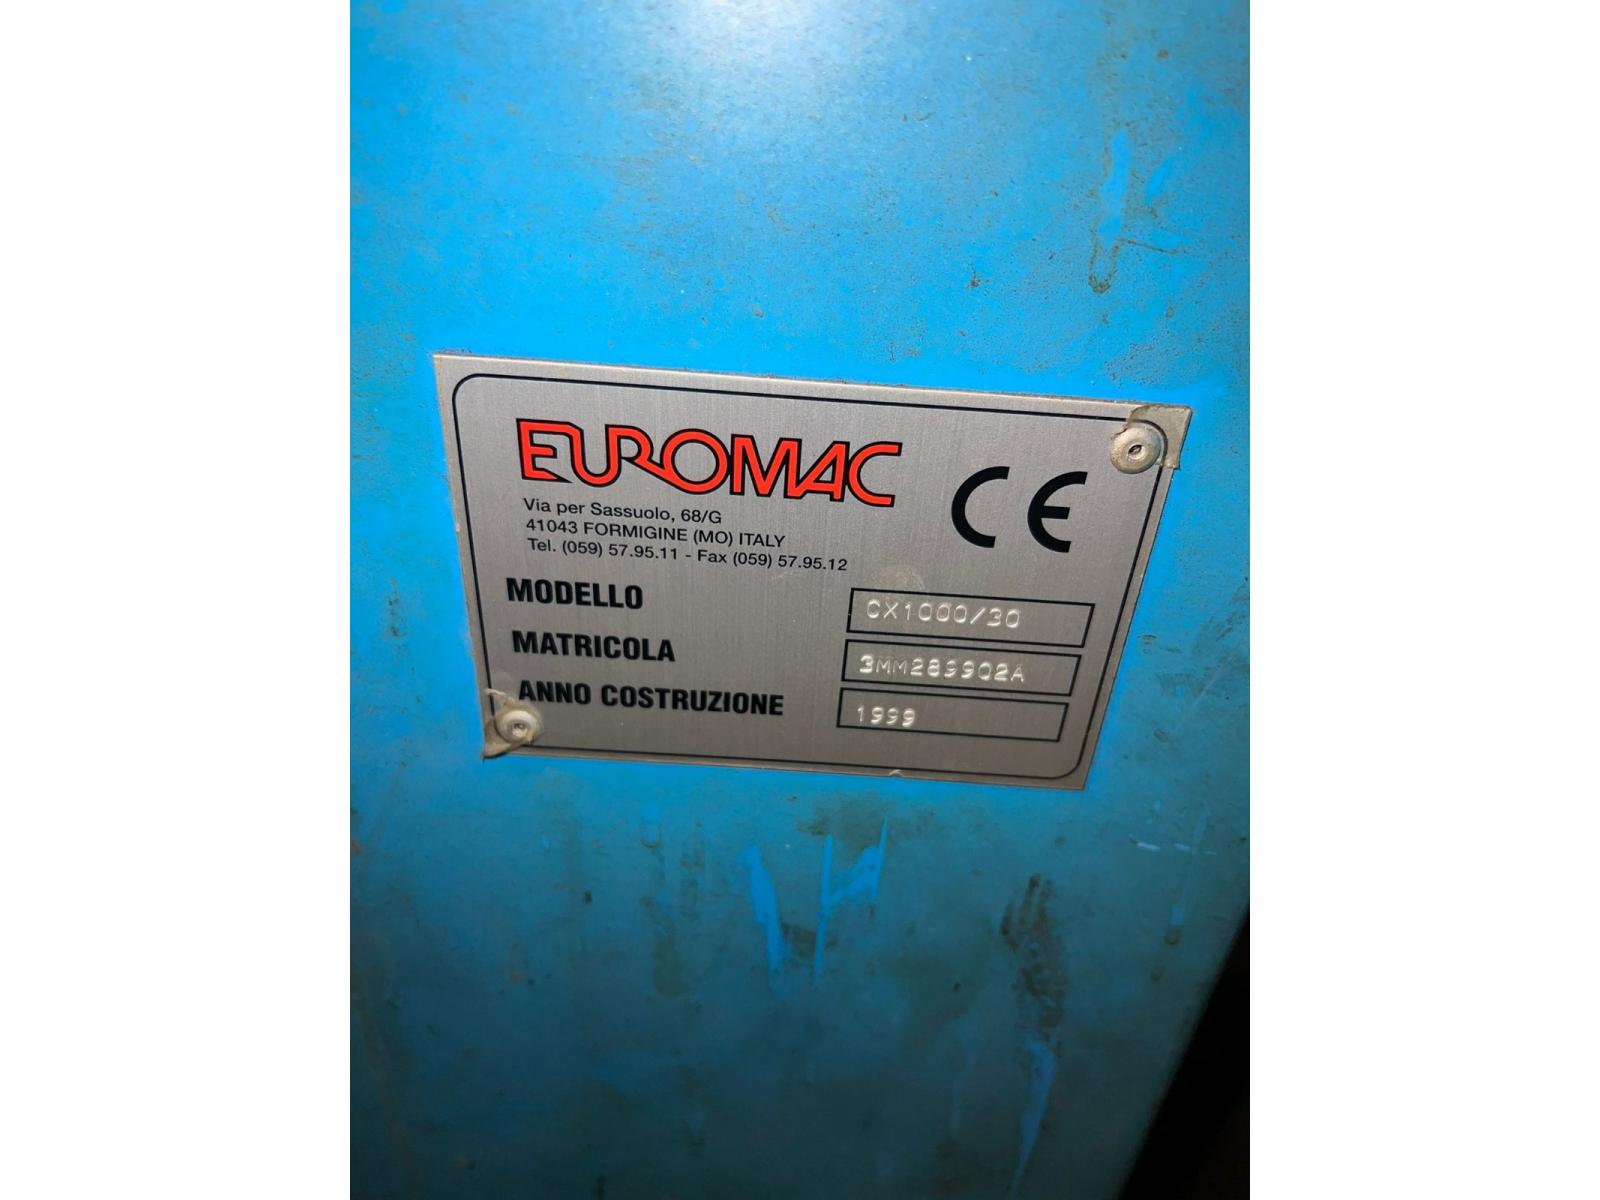 EUROMAC
CE
Via per Sassuolo, 68/G
41043 FORMIGINE (MO) ITALY
Tel. (059) 57.95.11 - Fax (059) 57.95.12
MODELLO CX1000/30
MATRICOLA 3MM289902A
ANNO COSTRUZIONE 1999